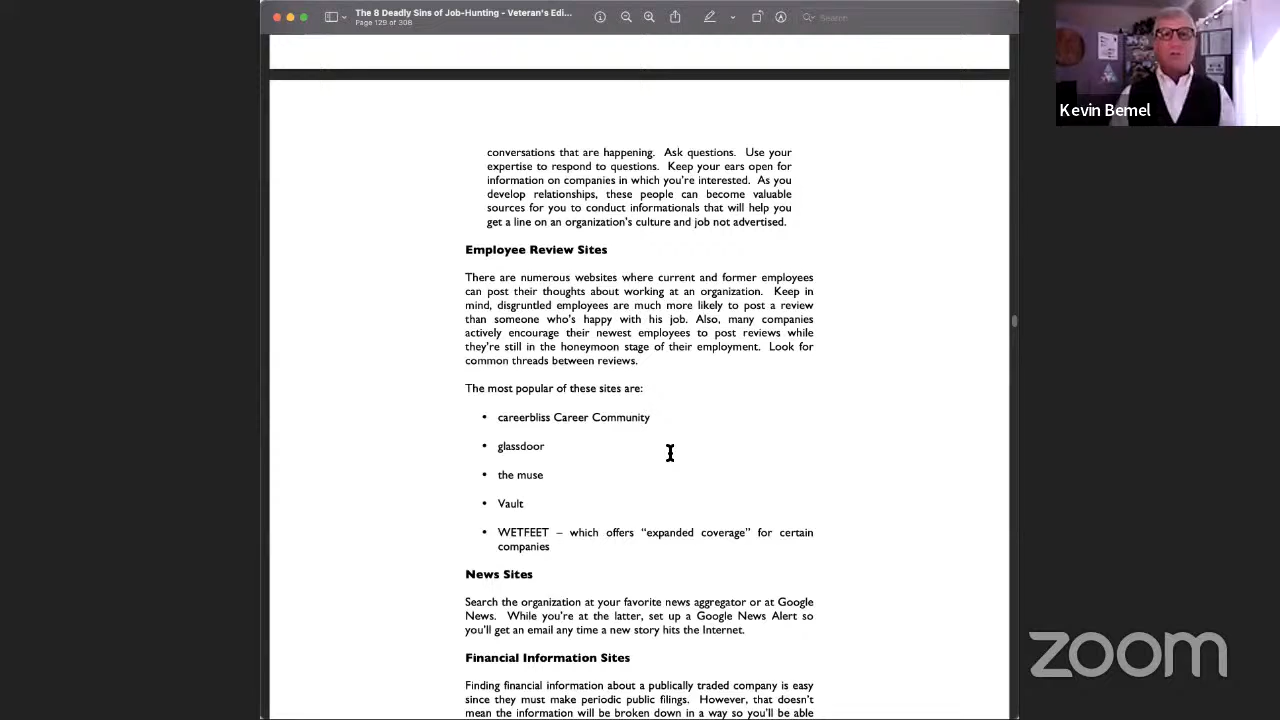 The 8 Deadly Sins of Job-Hunting - Veteran's Edi...
Page 129 of 308
Search
Kevin Bemel
conversations that are happening. Ask questions. Use your
expertise to respond to questions. Keep your ears open for
information on companies in which you're interested. As you
develop relationships, these people can become valuable
sources for you to conduct informationals that will help you
get a line on an organization's culture and job not advertised.
Employee Review Sites
There are numerous websites where current and former employees
can post their thoughts about working at an organization. Keep in
mind, disgruntled employees are much more likely to post a review
than someone who's happy with his job. Also, many companies
actively encourage their newest employees to post reviews while
they're still in the honeymoon stage of their employment. Look for
common threads between reviews.
The most popular of these sites are:
• careerbliss Career Community
• glassdoor
• the muse
• Vault
• WETFEET – which offers "expanded coverage" for certain
companies
News Sites
Search the organization at your favorite news aggregator or at Google
News. While you're at the latter, set up a Google News Alert so
you'll get an email any time a new story hits the Internet.
Financial Information Sites
Finding financial information about a publically traded company is easy
since they must make periodic public filings. However, that doesn't
mean the information will be broken down in a way so you'll be able
zoom